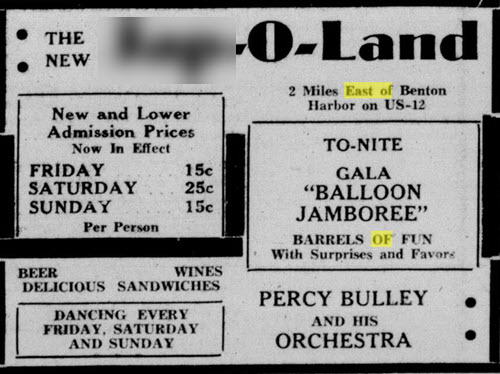 THE
NEW
-O-Land
2 Miles East of Benton
Harbor on US-12
New and Lower
Admission Prices
Now In Effect
FRIDAY 15c
SATURDAY 25c
SUNDAY 15c
Per Person
TO-NITE
GALA
"BALLOON
JAMBOREE"
BARRELS OF FUN
With Surprises and Favors
BEER WINES
DELICIOUS SANDWICHES
DANCING EVERY
FRIDAY, SATURDAY
AND SUNDAY
PERCY BULLEY
AND HIS
ORCHESTRA